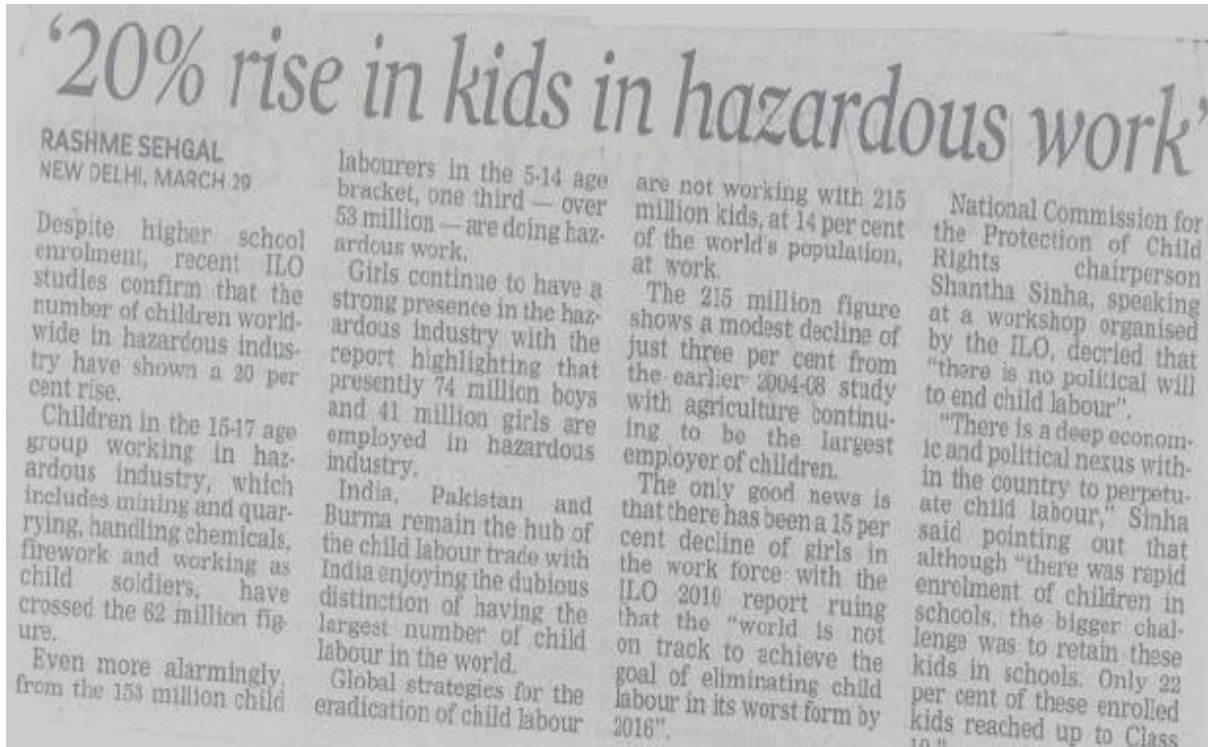 ‘20% rise in kids in hazardous work’
RASHME SEHGAL
NEW DELHI, MARCH 29
Despite higher school
enrolment, recent ILO
studies confirm that the
number of children world-
wide in hazardous indus-
try have shown a 20 per
cent rise.
Children in the 15-17 age
group working in haz-
ardous industry, which
includes mining and quar-
rying, handling chemicals,
firework and working as
child soldiers, have
crossed the 62 million fig-
ure.
Even more alarmingly,
from the 153 million child
labourers in the 5-14 age
bracket, one third — over
53 million — are doing haz-
ardous work.
Girls continue to have a
strong presence in the haz-
ardous industry with the
report highlighting that
presently 74 million boys
and 41 million girls are
employed in hazardous
industry.
India, Pakistan and
Burma remain the hub of
the child labour trade with
India enjoying the dubious
distinction of having the
largest number of child
labour in the world.
Global strategies for the
eradication of child labour
are not working with 215
million kids, at 14 per cent
of the world's population,
at work.
The 215 million figure
shows a modest decline of
just three per cent from
the earlier 2004-08 study
with agriculture continu-
ing to be the largest
employer of children.
The only good news is
that there has been a 15 per
cent decline of girls in
the work force with the
ILO 2010 report ruing
that the “world is not
on track to achieve the
goal of eliminating child
labour in its worst form by
2016”.
National Commission for
the Protection of Child
Rights chairperson
Shantha Sinha, speaking
at a workshop organised
by the ILO, decried that
“there is no political will
to end child labour”.
“There is a deep econom-
ic and political nexus with-
in the country to perpetu-
ate child labour,” Sinha
said pointing out that
although “there was rapid
enrolment of children in
schools, the bigger chal-
lenge was to retain these
kids in schools. Only 22
per cent of these enrolled
kids reached up to Class
10.”